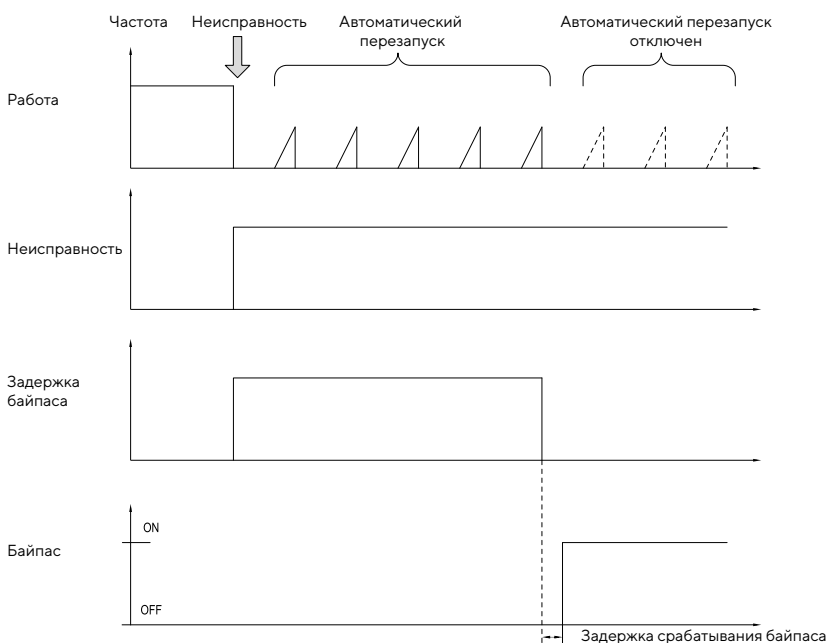 Частота
Неисправность
Автоматический
перезапуск
Автоматический перезапуск
отключен
Работа
Неисправность
Задержка
байпаса
Байпас
ON
OFF
Задержка срабатывания байпаса